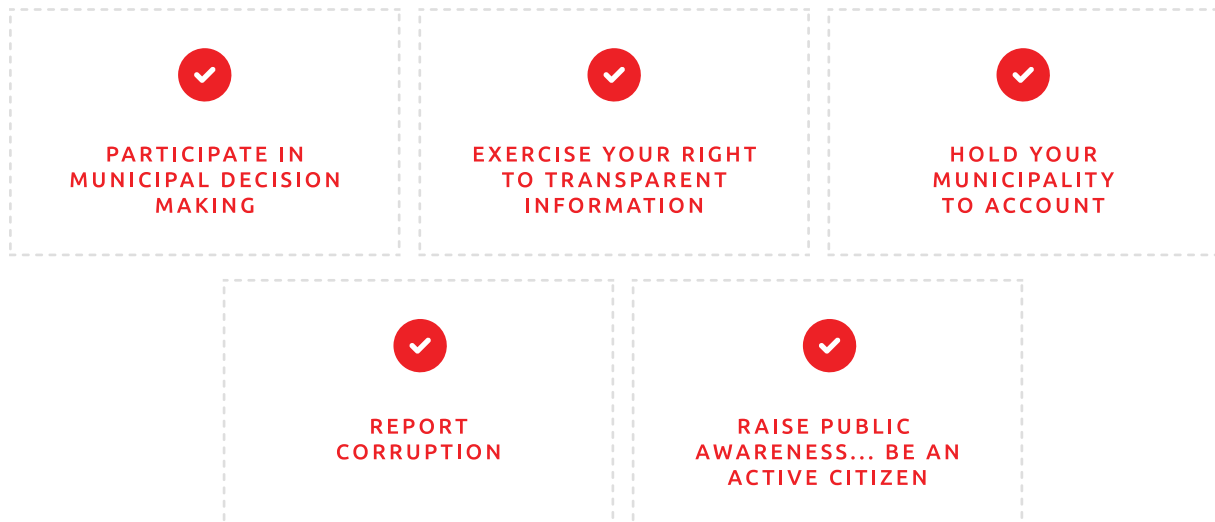 PARTICIPATE IN
MUNICIPAL DECISION
MAKING
EXERCISE YOUR RIGHT
TO TRANSPARENT
INFORMATION
HOLD YOUR
MUNICIPALITY
TO ACCOUNT
REPORT
CORRUPTION
RAISE PUBLIC
AWARENESS... BE AN
ACTIVE CITIZEN